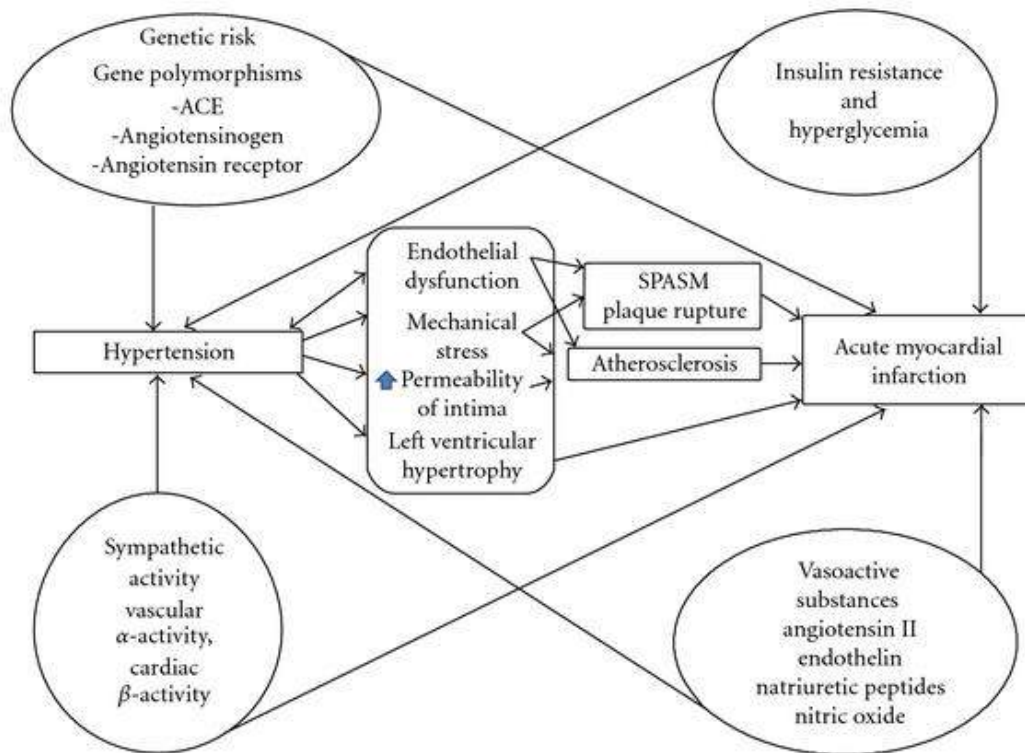 Genetic risk
Gene polymorphisms
-ACE
-Angiotensinogen
-Angiotensin receptor
Insulin resistance
and
hyperglycemia
Hypertension
Endothelial
dysfunction
Mechanical
stress
Permeability
of intima
Left ventricular
hypertrophy
SPASM
plaque rupture
Atherosclerosis
Acute myocardial
infarction
Sympathetic
activity
vascular
α-activity,
cardiac
β-activity
Vasoactive
substances
angiotensin II
endothelin
natriuretic peptides
nitric oxide